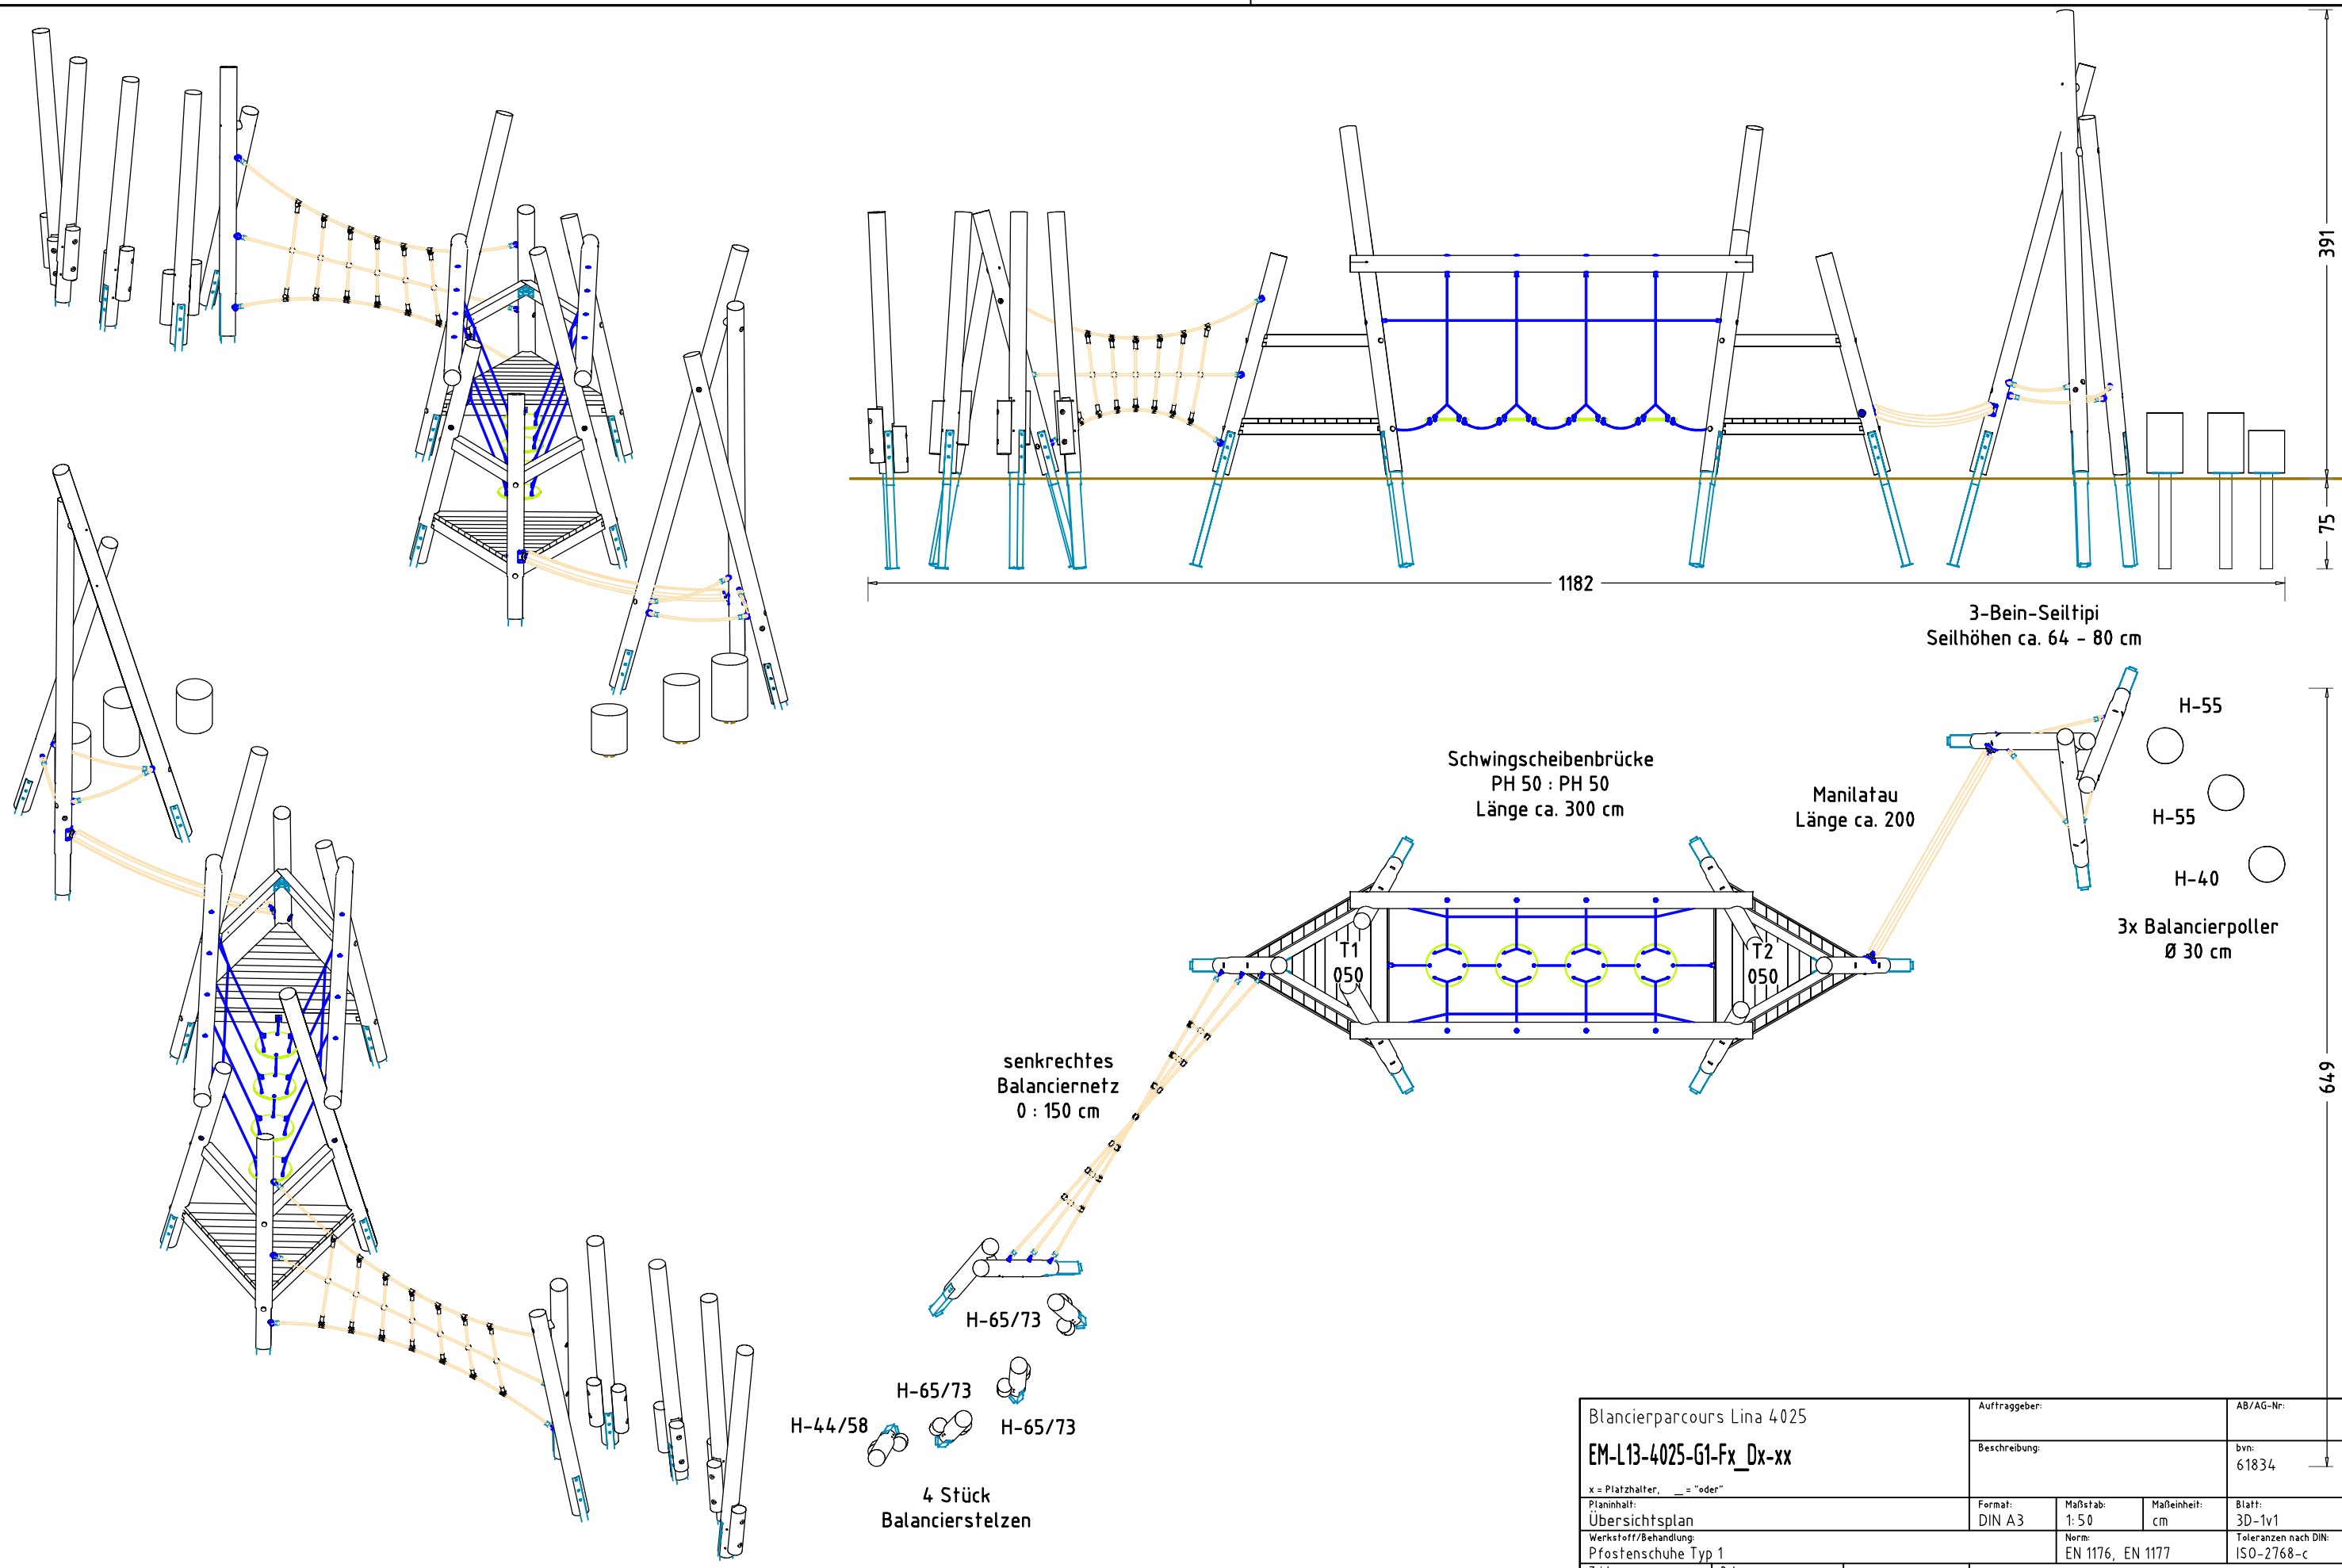 391
75
1182
3-Bein-Seiltipi
Seilhöhen ca. 64 - 80 cm
H-55
H-55
H-40
3x Balancierpoller
Ø 30 cm
649
Schwingscheibenbrücke
PH 50 : PH 50
Länge ca. 300 cm
Manilatau
Länge ca. 200
T1
050
T2
050
senkrechtes
Balanciernetz
0 : 150 cm
H-65/73
H-65/73
H-65/73
H-44/58
4 Stück
Balancierstelzen
Blancierparcours Lina 4025
EM-L13-4025-G1-Fx_Dx-xx
x = Platzhalter, __ = "oder"
Auftraggeber:
AB/AG-Nr:
Beschreibung:
bvn:
61834
Planinhalt:
Übersichtsplan
Format:
DIN A3
Maßstab:
1:50
Maßeinheit:
cm
Blatt:
3D-1v1
Werkstoff/Behandlung:
Pfostenschuhe Typ 1
Norm:
EN 1176, EN 1177
Toleranzen nach DIN:
ISO-2768-c